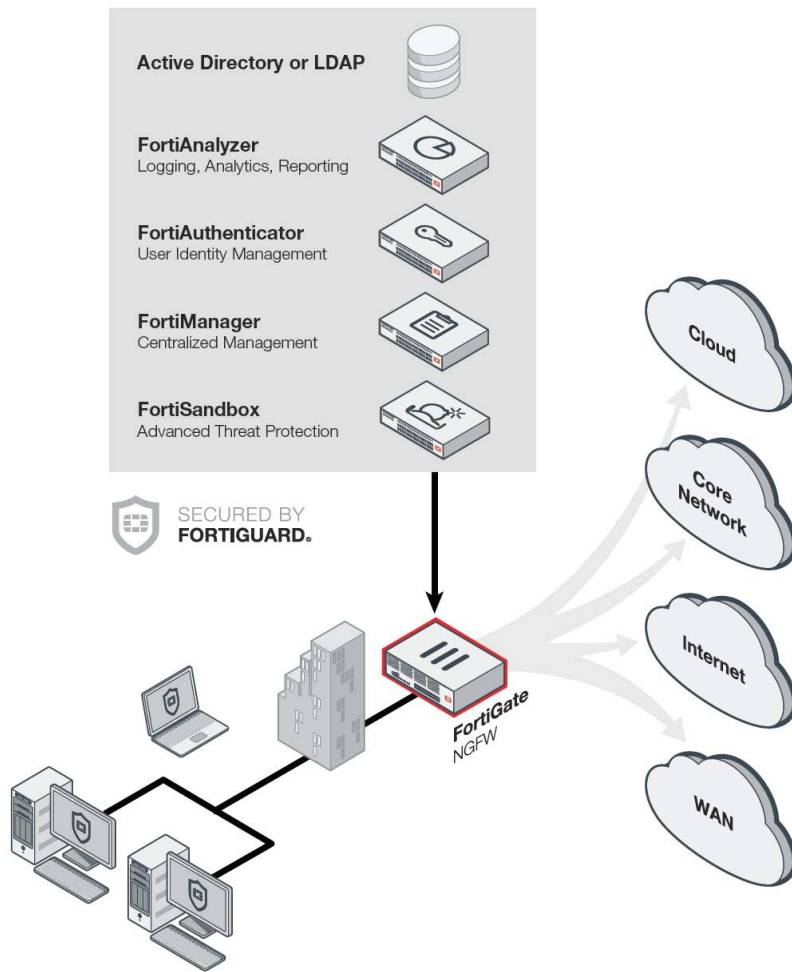 Active Directory or LDAP
FortiAnalyzer
Logging, Analytics, Reporting
FortiAuthenticator
User Identity Management
FortiManager
Centralized Management
FortiSandbox
Advanced Threat Protection
SECURED BY
FORTIGUARD®
Cloud
Core
Network
Internet
WAN
FortiGate
NGFW